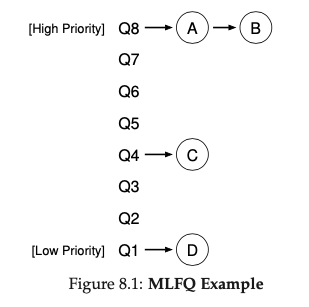 [High Priority] Q8 A B
Q7
Q6
Q5
Q4 C
Q3
Q2
[Low Priority] Q1 D
Figure 8.1: MLFQ Example